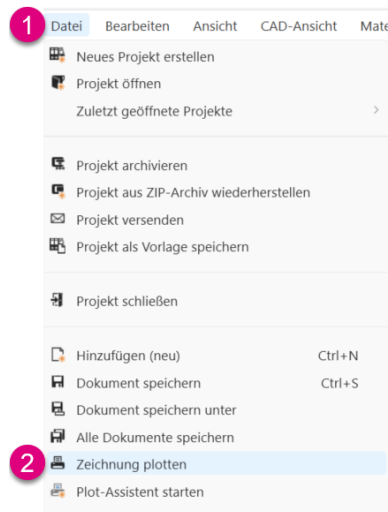 1 Datei Bearbeiten Ansicht CAD-Ansicht Mate
Neues Projekt erstellen
Projekt öffnen
Zuletzt geöffnete Projekte >
Projekt archivieren
Projekt aus ZIP-Archiv wiederherstellen
Projekt versenden
Projekt als Vorlage speichern
Projekt schließen
Hinzufügen (neu) Ctrl+N
Dokument speichern Ctrl+S
Dokument speichern unter
Alle Dokumente speichern
2 Zeichnung plotten
Plot-Assistent starten